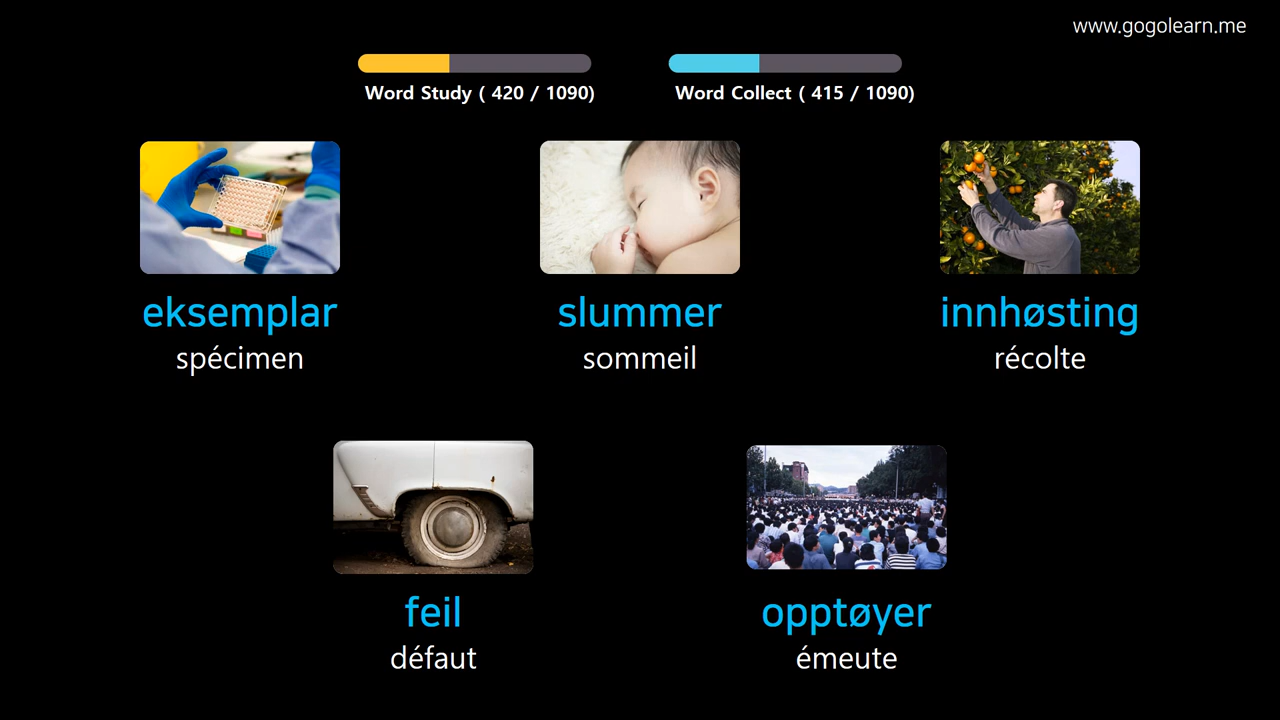 www.gogolearn.me
Word Study ( 420 / 1090)
Word Collect ( 415 / 1090)
eksemplar
spécimen
slummer
sommeil
innhøsting
récolte
feil
défaut
opptøyer
émeute